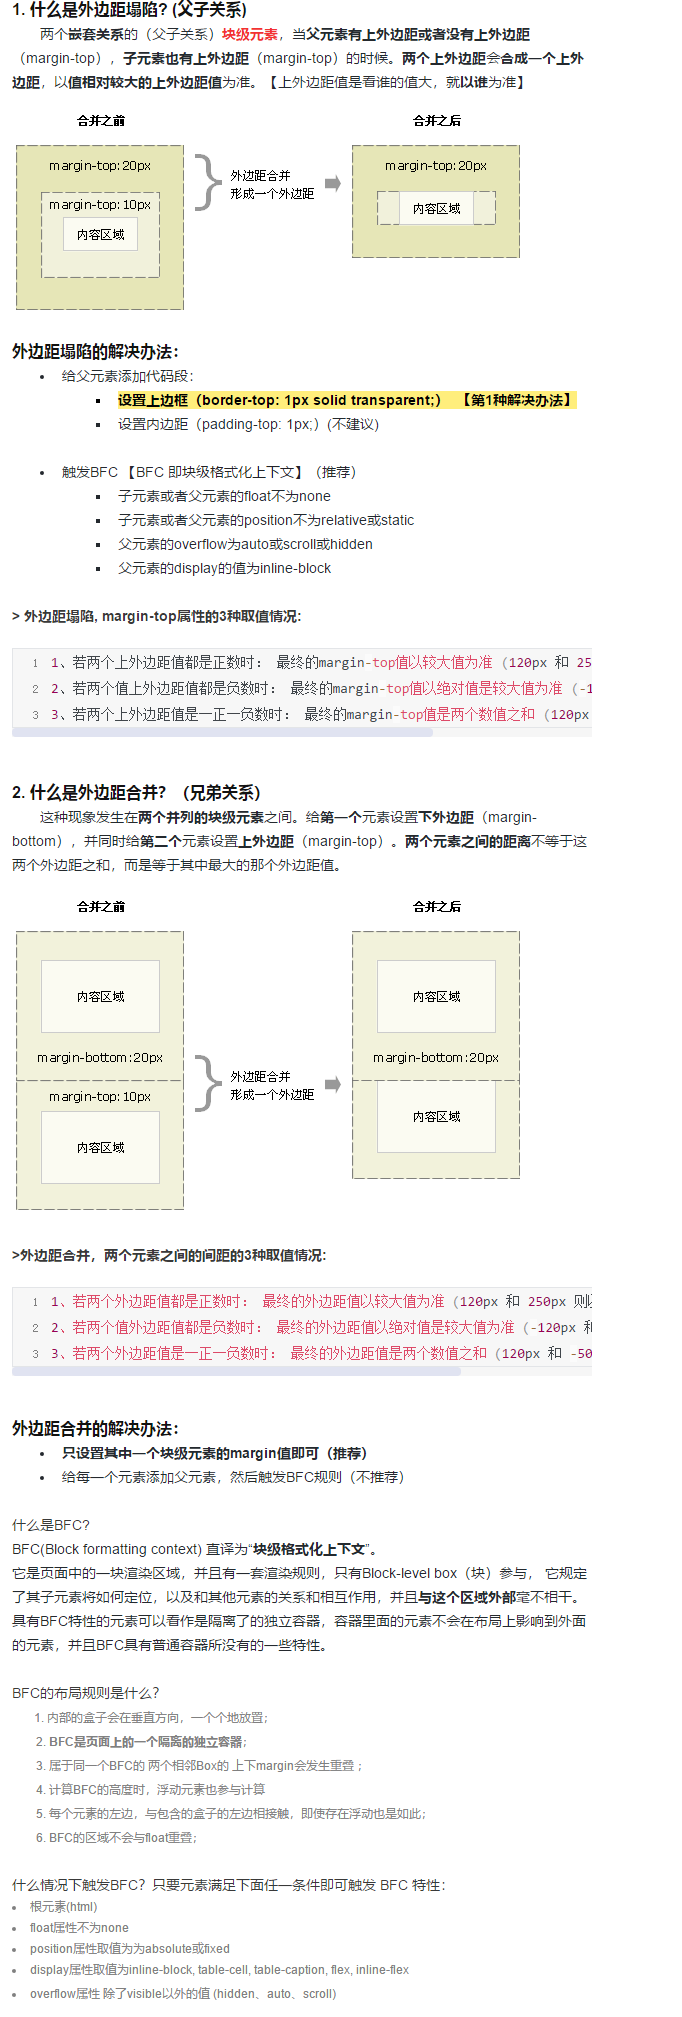 1. 什么是外边距塌陷? (父子关系)
两个嵌套关系的（父子关系）块级元素，当父元素有上外边距或者没有上外边距
（margin-top），子元素也有上外边距（margin-top）的时候。两个上外边距会合成一个上外
边距，以值相对较大的上外边距值为准。【上外边距值是看谁的值大，就以谁为准】
合并之前 合并之后
margin-top:20px margin-top:20px
margin-top:10px
外边距合并
形成一个外边距
内容区域 内容区域
外边距塌陷的解决办法：
• 给父元素添加代码段：
▪ 设置上边框（border-top: 1px solid transparent;） 【第1种解决办法】
▪ 设置内边距（padding-top: 1px;）(不建议)
• 触发BFC 【BFC 即块级格式化上下文】（推荐）
▪ 子元素或者父元素的float不为none
▪ 子元素或者父元素的position不为relative或static
▪ 父元素的overflow为auto或scroll或hidden
▪ 父元素的display的值为inline-block
> 外边距塌陷, margin-top属性的3种取值情况:
1 1、若两个上外边距值都是正数时： 最终的margin-top值以较大值为准（120px 和 25
2 2、若两个值上外边距值都是负数时： 最终的margin-top值以绝对值是较大值为准（-1
3 3、若两个上外边距值是一正一负数时： 最终的margin-top值是两个数值之和（120px
2. 什么是外边距合并? （兄弟关系）
这种现象发生在两个并列的块级元素之间。给第一个元素设置下外边距（margin-
bottom），并同时给第二个元素设置上外边距（margin-top）。两个元素之间的距离不等于这
两个外边距之和，而是等于其中最大的那个外边距值。
合并之前 合并之后
内容区域 内容区域
margin-bottom:20px margin-bottom:20px
外边距合并
形成一个外边距
margin-top:10px
内容区域 内容区域
>外边距合并，两个元素之间的间距的3种取值情况:
1 1、若两个外边距值都是正数时： 最终的外边距值以较大值为准（120px 和 250px
2 2、若两个值外边距值都是负数时： 最终的外边距值以绝对值是较大值为准（-120px
3 3、若两个外边距值是一正一负数时： 最终的外边距值是两个数值之和（120px 和 -50
外边距合并的解决办法：
• 只设置其中一个块级元素的margin值即可（推荐）
• 给每一个元素添加父元素，然后触发BFC规则（不推荐）
什么是BFC?
BFC(Block formatting context) 直译为“块级格式化上下文”。
它是页面中的一块渲染区域，并且有一套渲染规则，只有Block-level box（块）参与， 它规定
了其子元素将如何定位，以及和其他元素的关系和相互作用，并且与这个区域外部毫不相干。
具有BFC特性的元素可以看作是隔离了的独立容器，容器里面的元素不会在布局上影响到外面
的元素，并且BFC具有普通容器所没有的一些特性。
BFC的布局规则是什么？
1. 内部的盒子会在垂直方向，一个个地放置；
2. BFC是页面上的一个隔离的独立容器；
3. 属于同一个BFC的 两个相邻Box的 上下margin会发生重叠 ；
4. 计算BFC的高度时，浮动元素也参与计算
5. 每个元素的左边，与包含的盒子的左边相接触，即使存在浮动也是如此；
6. BFC的区域不会与float重叠；
什么情况下触发BFC？只要元素满足下面任一条件即可触发 BFC 特性：
• 根元素(html)
• float属性不为none
• position属性取值为为absolute或fixed
• display属性取值为inline-block, table-cell, table-caption, flex, inline-flex
• overflow属性 除了visible以外的值 (hidden、auto、scroll)